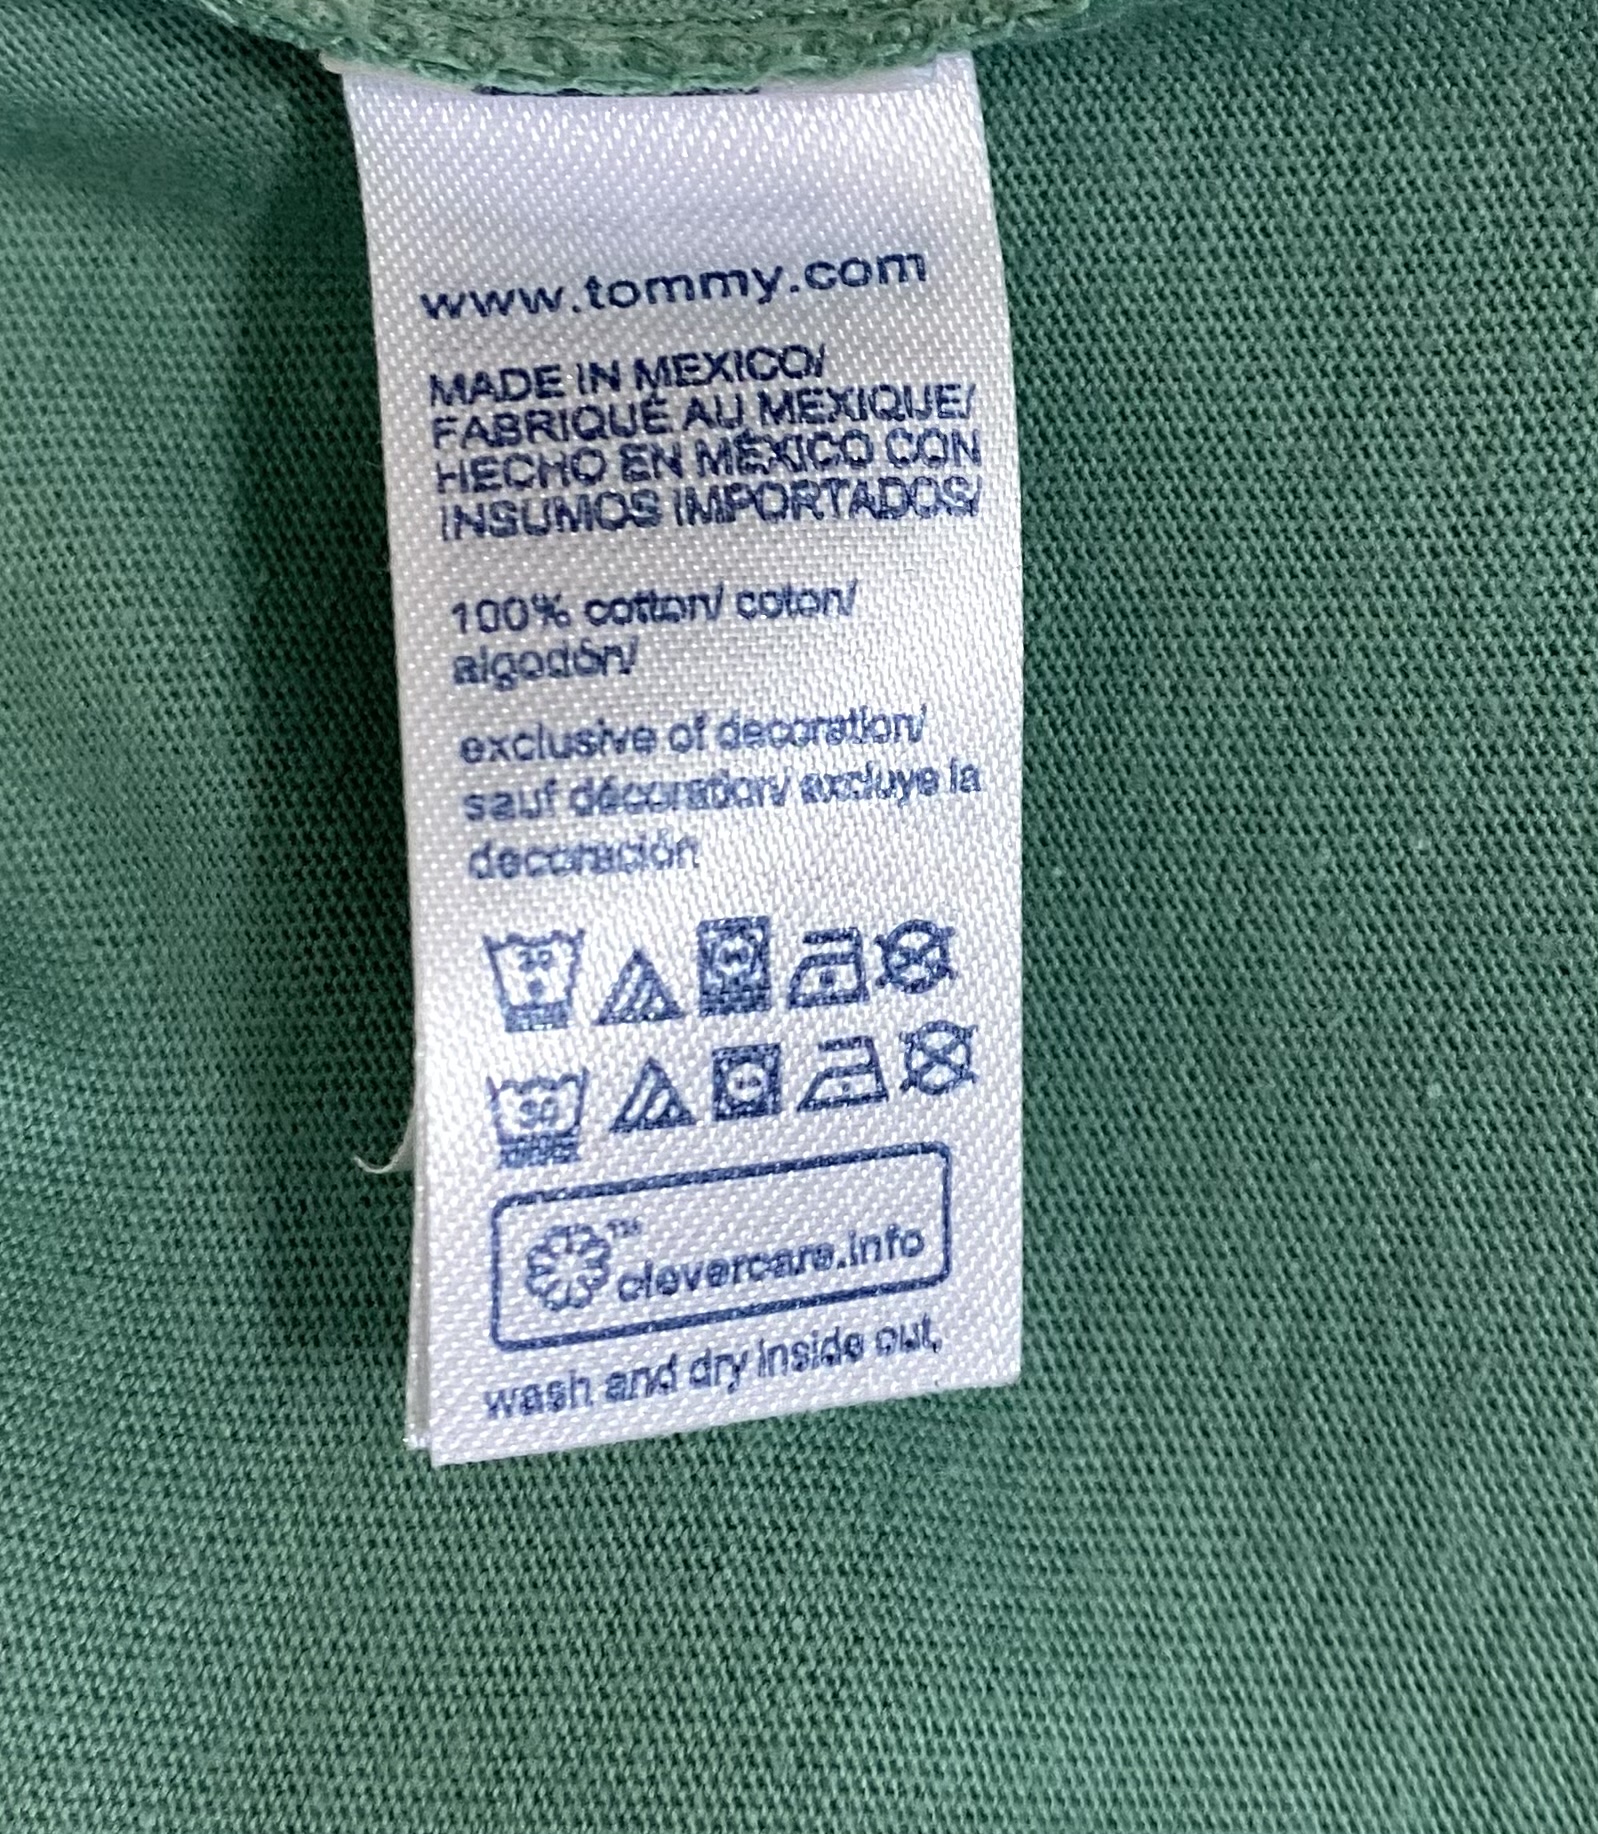 www.tommy.com
MADE IN MEXICO/
FABRIQUÉ AU MEXIQUE/
HECHO EN MÉXICO CON
INSUMOS IMPORTADOS/
100% cotton/ coton/
algodón/
exclusive of decoration/
sauf décoration/ excluye la
decoración
30
30
TM
clevercare.info
wash and dry inside out,